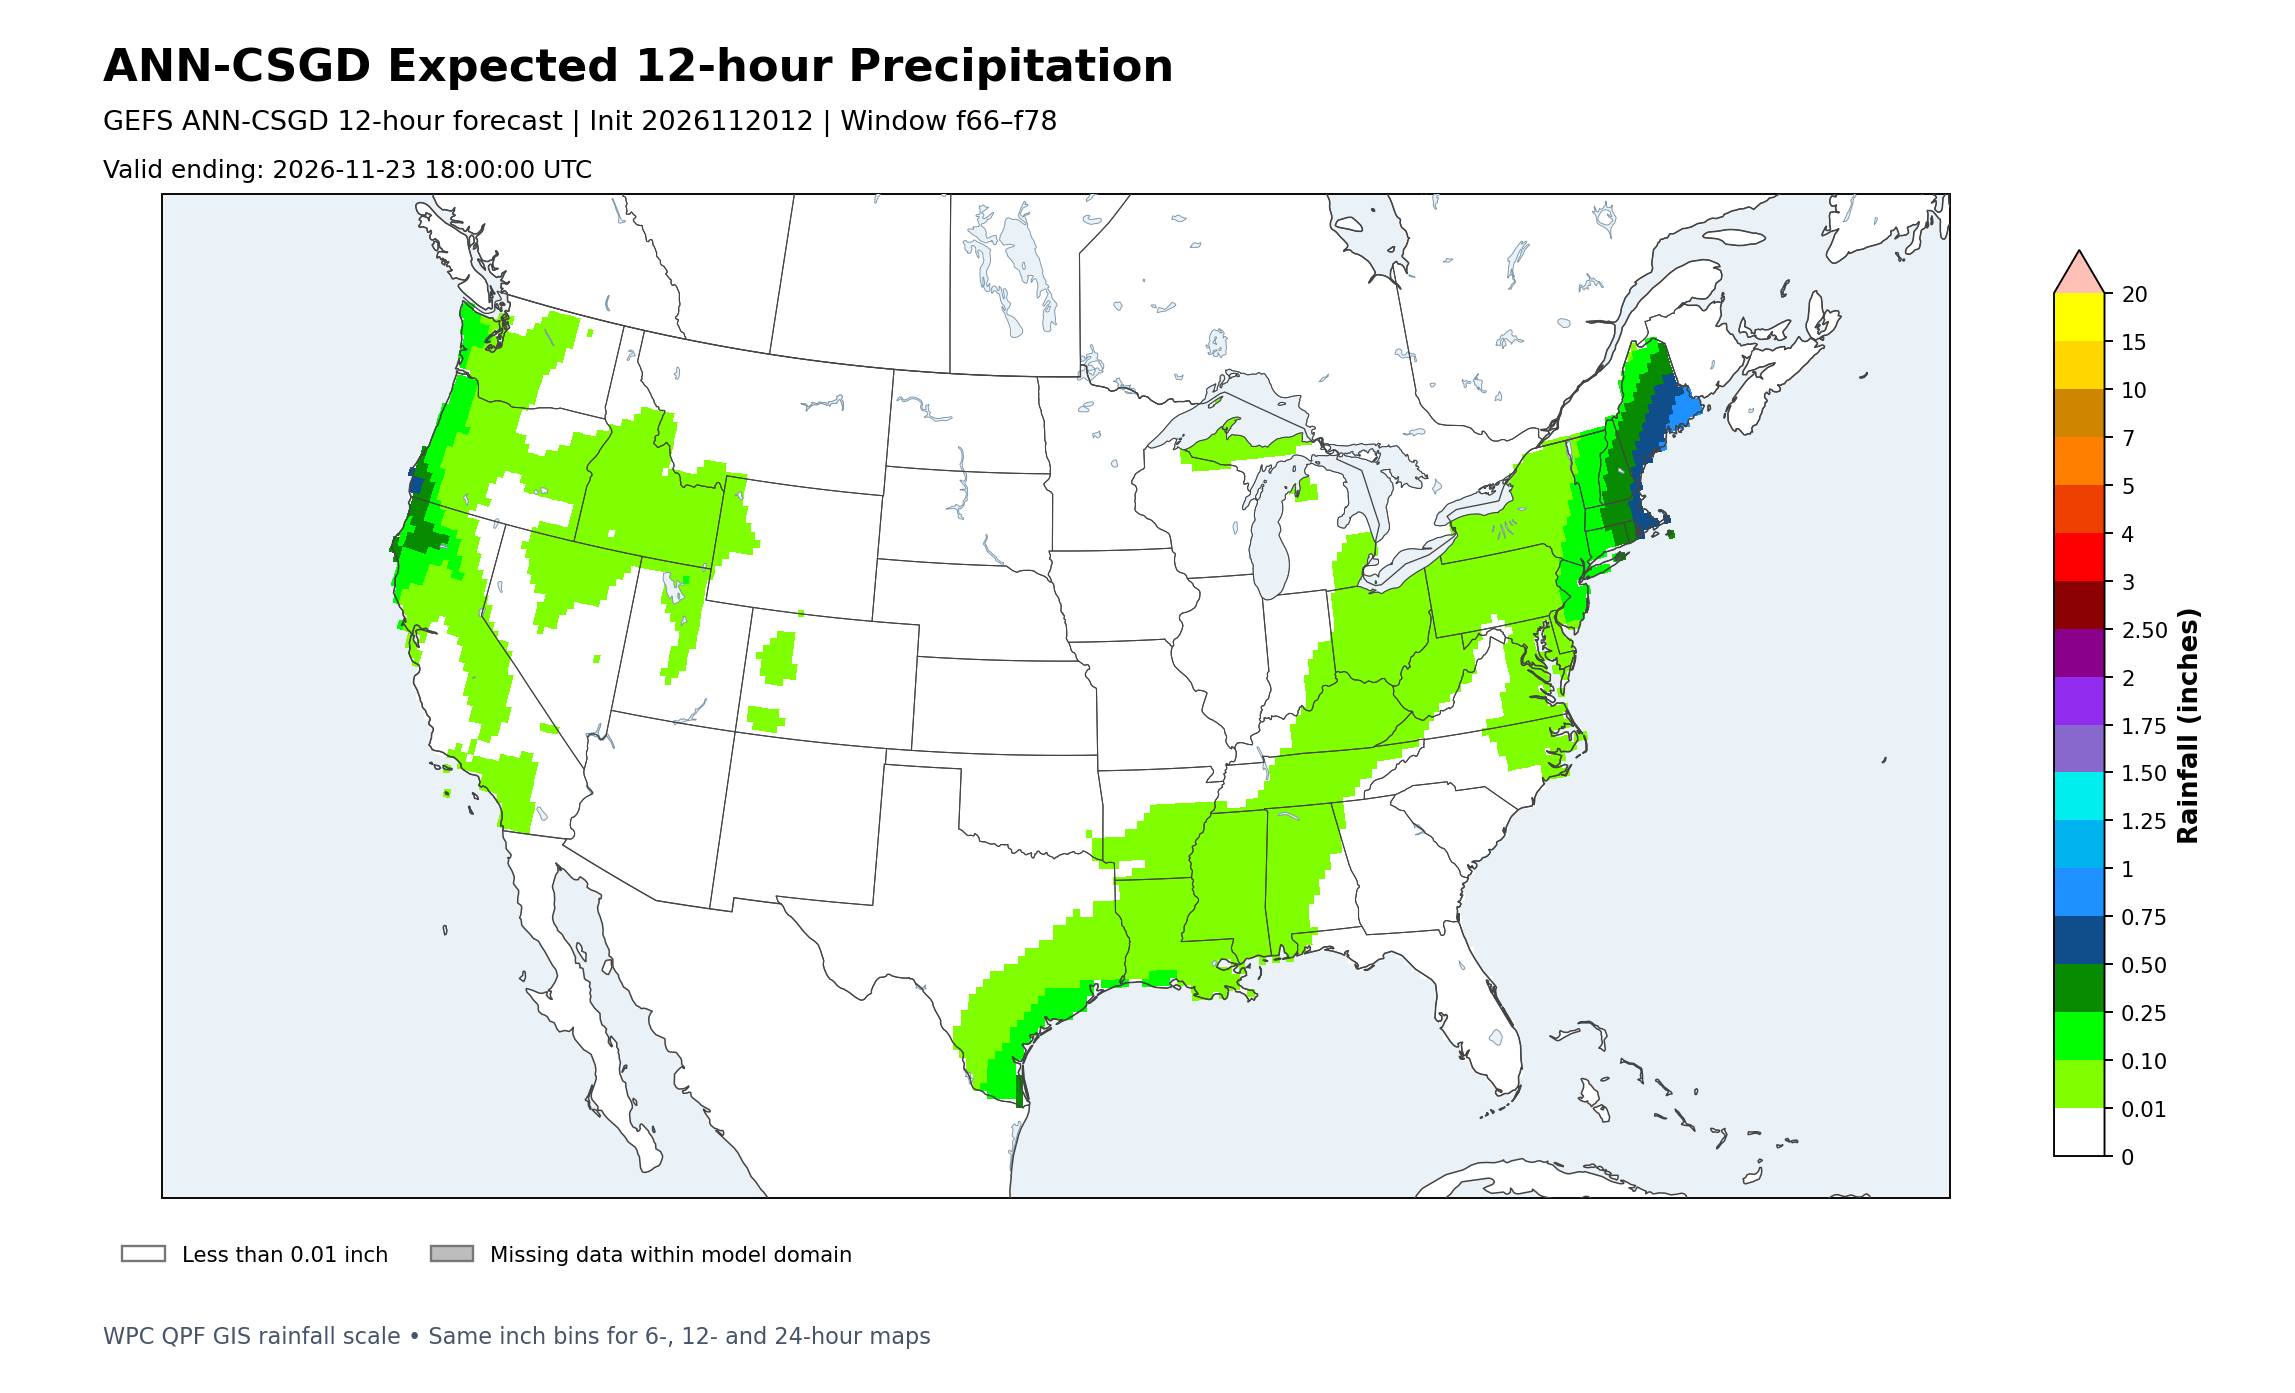 ANN-CSGD Expected 12-hour Precipitation
GEFS ANN-CSGD 12-hour forecast | Init 2026112012 | Window f66–f78
Valid ending: 2026-11-23 18:00:00 UTC
20
15
10
7
5
4
3
2.50
2
1.75
1.50
1.25
1
0.75
0.50
0.25
0.10
0.01
0
Rainfall (inches)
Less than 0.01 inch
Missing data within model domain
WPC QPF GIS rainfall scale • Same inch bins for 6-, 12- and 24-hour maps